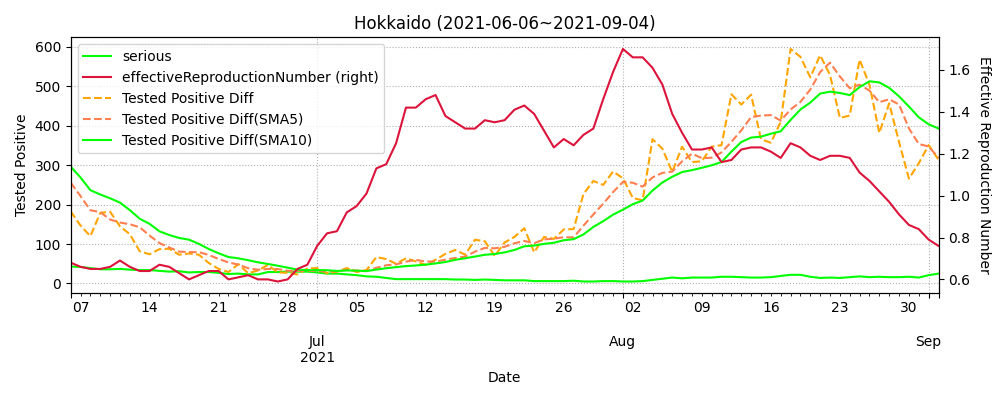 Hokkaido (2021-06-06~2021-09-04)
serious
effectiveReproductionNumber (right)
Tested Positive Diff
Tested Positive Diff(SMA5)
Tested Positive Diff(SMA10)
Tested Positive
600
500
400
300
200
100
0
Effective Reproduction Number
1.6
1.4
1.2
1.0
0.8
0.6
07 14 21 28 05 12 19 26 02 09 16 23 30
Jul Aug Sep
2021
Date